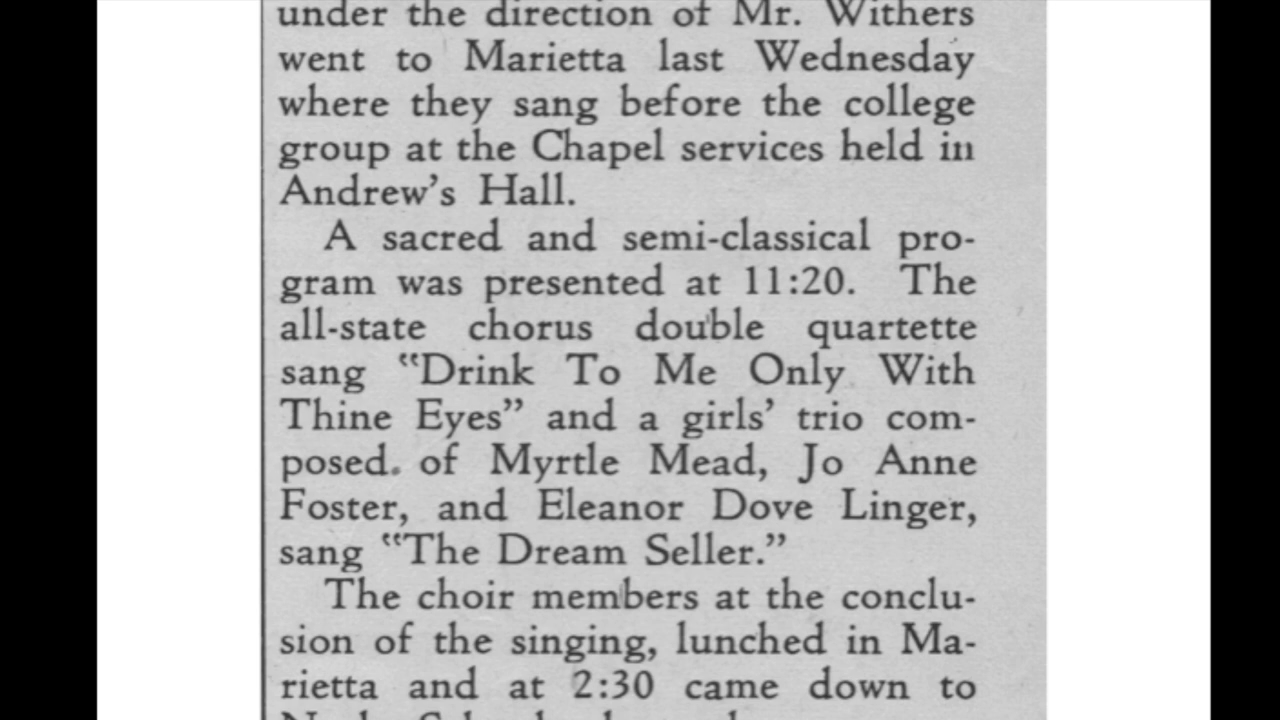 under the direction of Mr. Withers
went to Marietta last Wednesday
where they sang before the college
group at the Chapel services held in
Andrew's Hall.
A sacred and semi-classical pro-
gram was presented at 11:20. The
all-state chorus double quartette
sang "Drink To Me Only With
Thine Eyes" and a girls' trio com-
posed. of Myrtle Mead, Jo Anne
Foster, and Eleanor Dove Linger,
sang "The Dream Seller."
The choir members at the conclu-
sion of the singing, lunched in Ma-
rietta and at 2:30 came down to